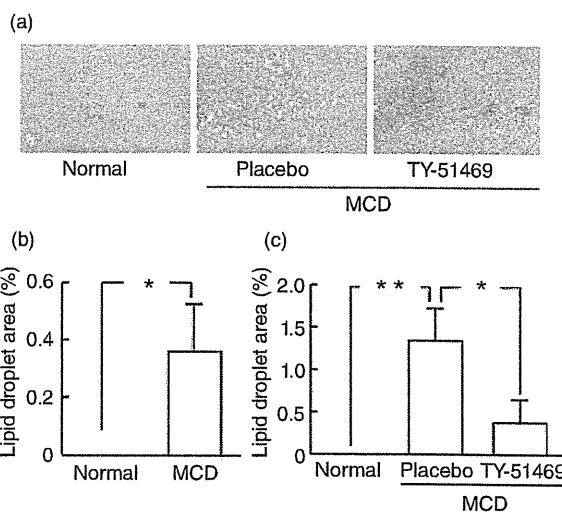 (a)
Normal
Placebo
TY-51469
MCD
(b)
Lipid droplet area (%)
0.6
0.4
0.2
0
*
Normal
MCD
(c)
Lipid droplet area (%)
2.0
1.5
1.0
0.5
0
**
*
Normal
Placebo
TY-51469
MCD